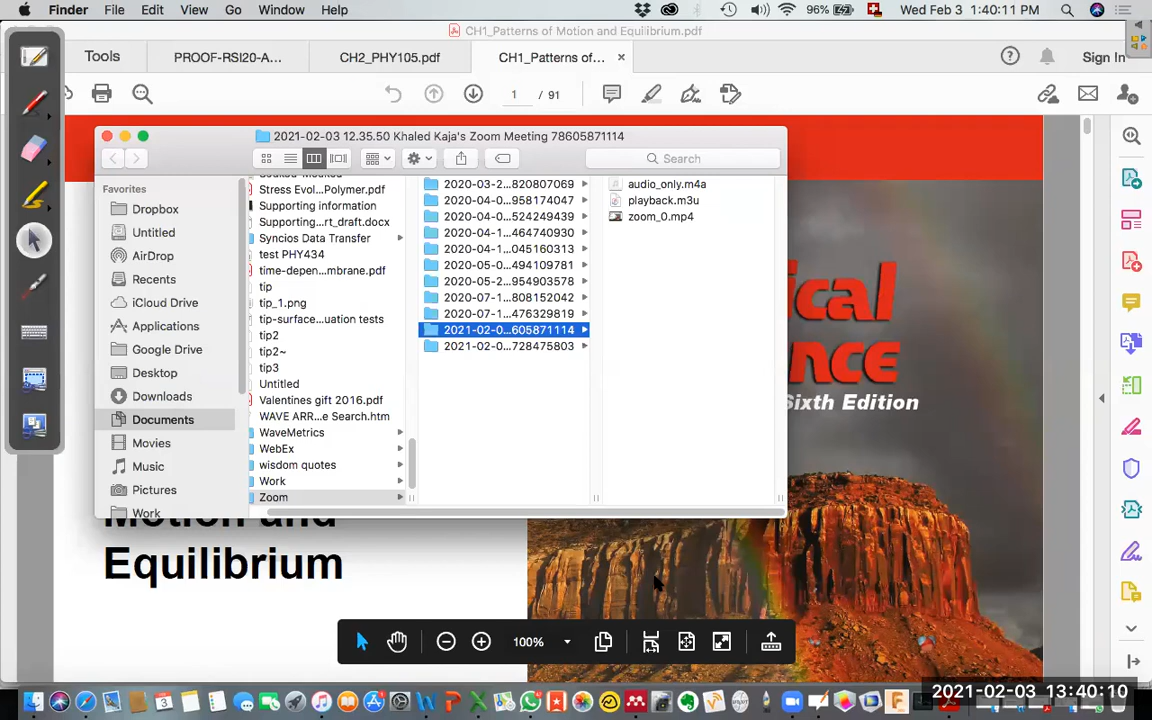 Finder File Edit View Go Window Help 96% Wed Feb 3 1:40:11 PM
CH1_Patterns of Motion and Equilibrium.pdf
Tools PROOF-RSI20-A... CH2_PHY105.pdf CH1_Patterns of... × Sign In
1 / 91
2021-02-03 12.35.50 Khaled Kaja's Zoom Meeting 78605871114
Search
Favorites
Dropbox
Untitled
AirDrop
Recents
iCloud Drive
Applications
Google Drive
Desktop
Downloads
Documents
Movies
Music
Pictures
Work
Stress Evol...Polymer.pdf
Supporting information
Supporting...rt_draft.docx
Syncios Data Transfer
test PHY434
time-depen...mbrane.pdf
tip
tip_1.png
tip-surface...uation tests
tip2
tip2~
tip3
Untitled
Valentines gift 2016.pdf
WAVE ARR...e Search.htm
WaveMetrics
WebEx
wisdom quotes
Work
Zoom
2020-03-2...820807069
2020-04-0...958174047
2020-04-0...524249439
2020-04-1...464740930
2020-04-1...045160313
2020-05-0...494109781
2020-05-2...954903578
2020-07-1...808152042
2020-07-1...476329819
2021-02-0...605871114
2021-02-0...728475803
audio_only.m4a
playback.m3u
zoom_0.mp4
ical
nce
Sixth Edition
Motion and
Equilibrium
100%
2021-02-03 13:40:10